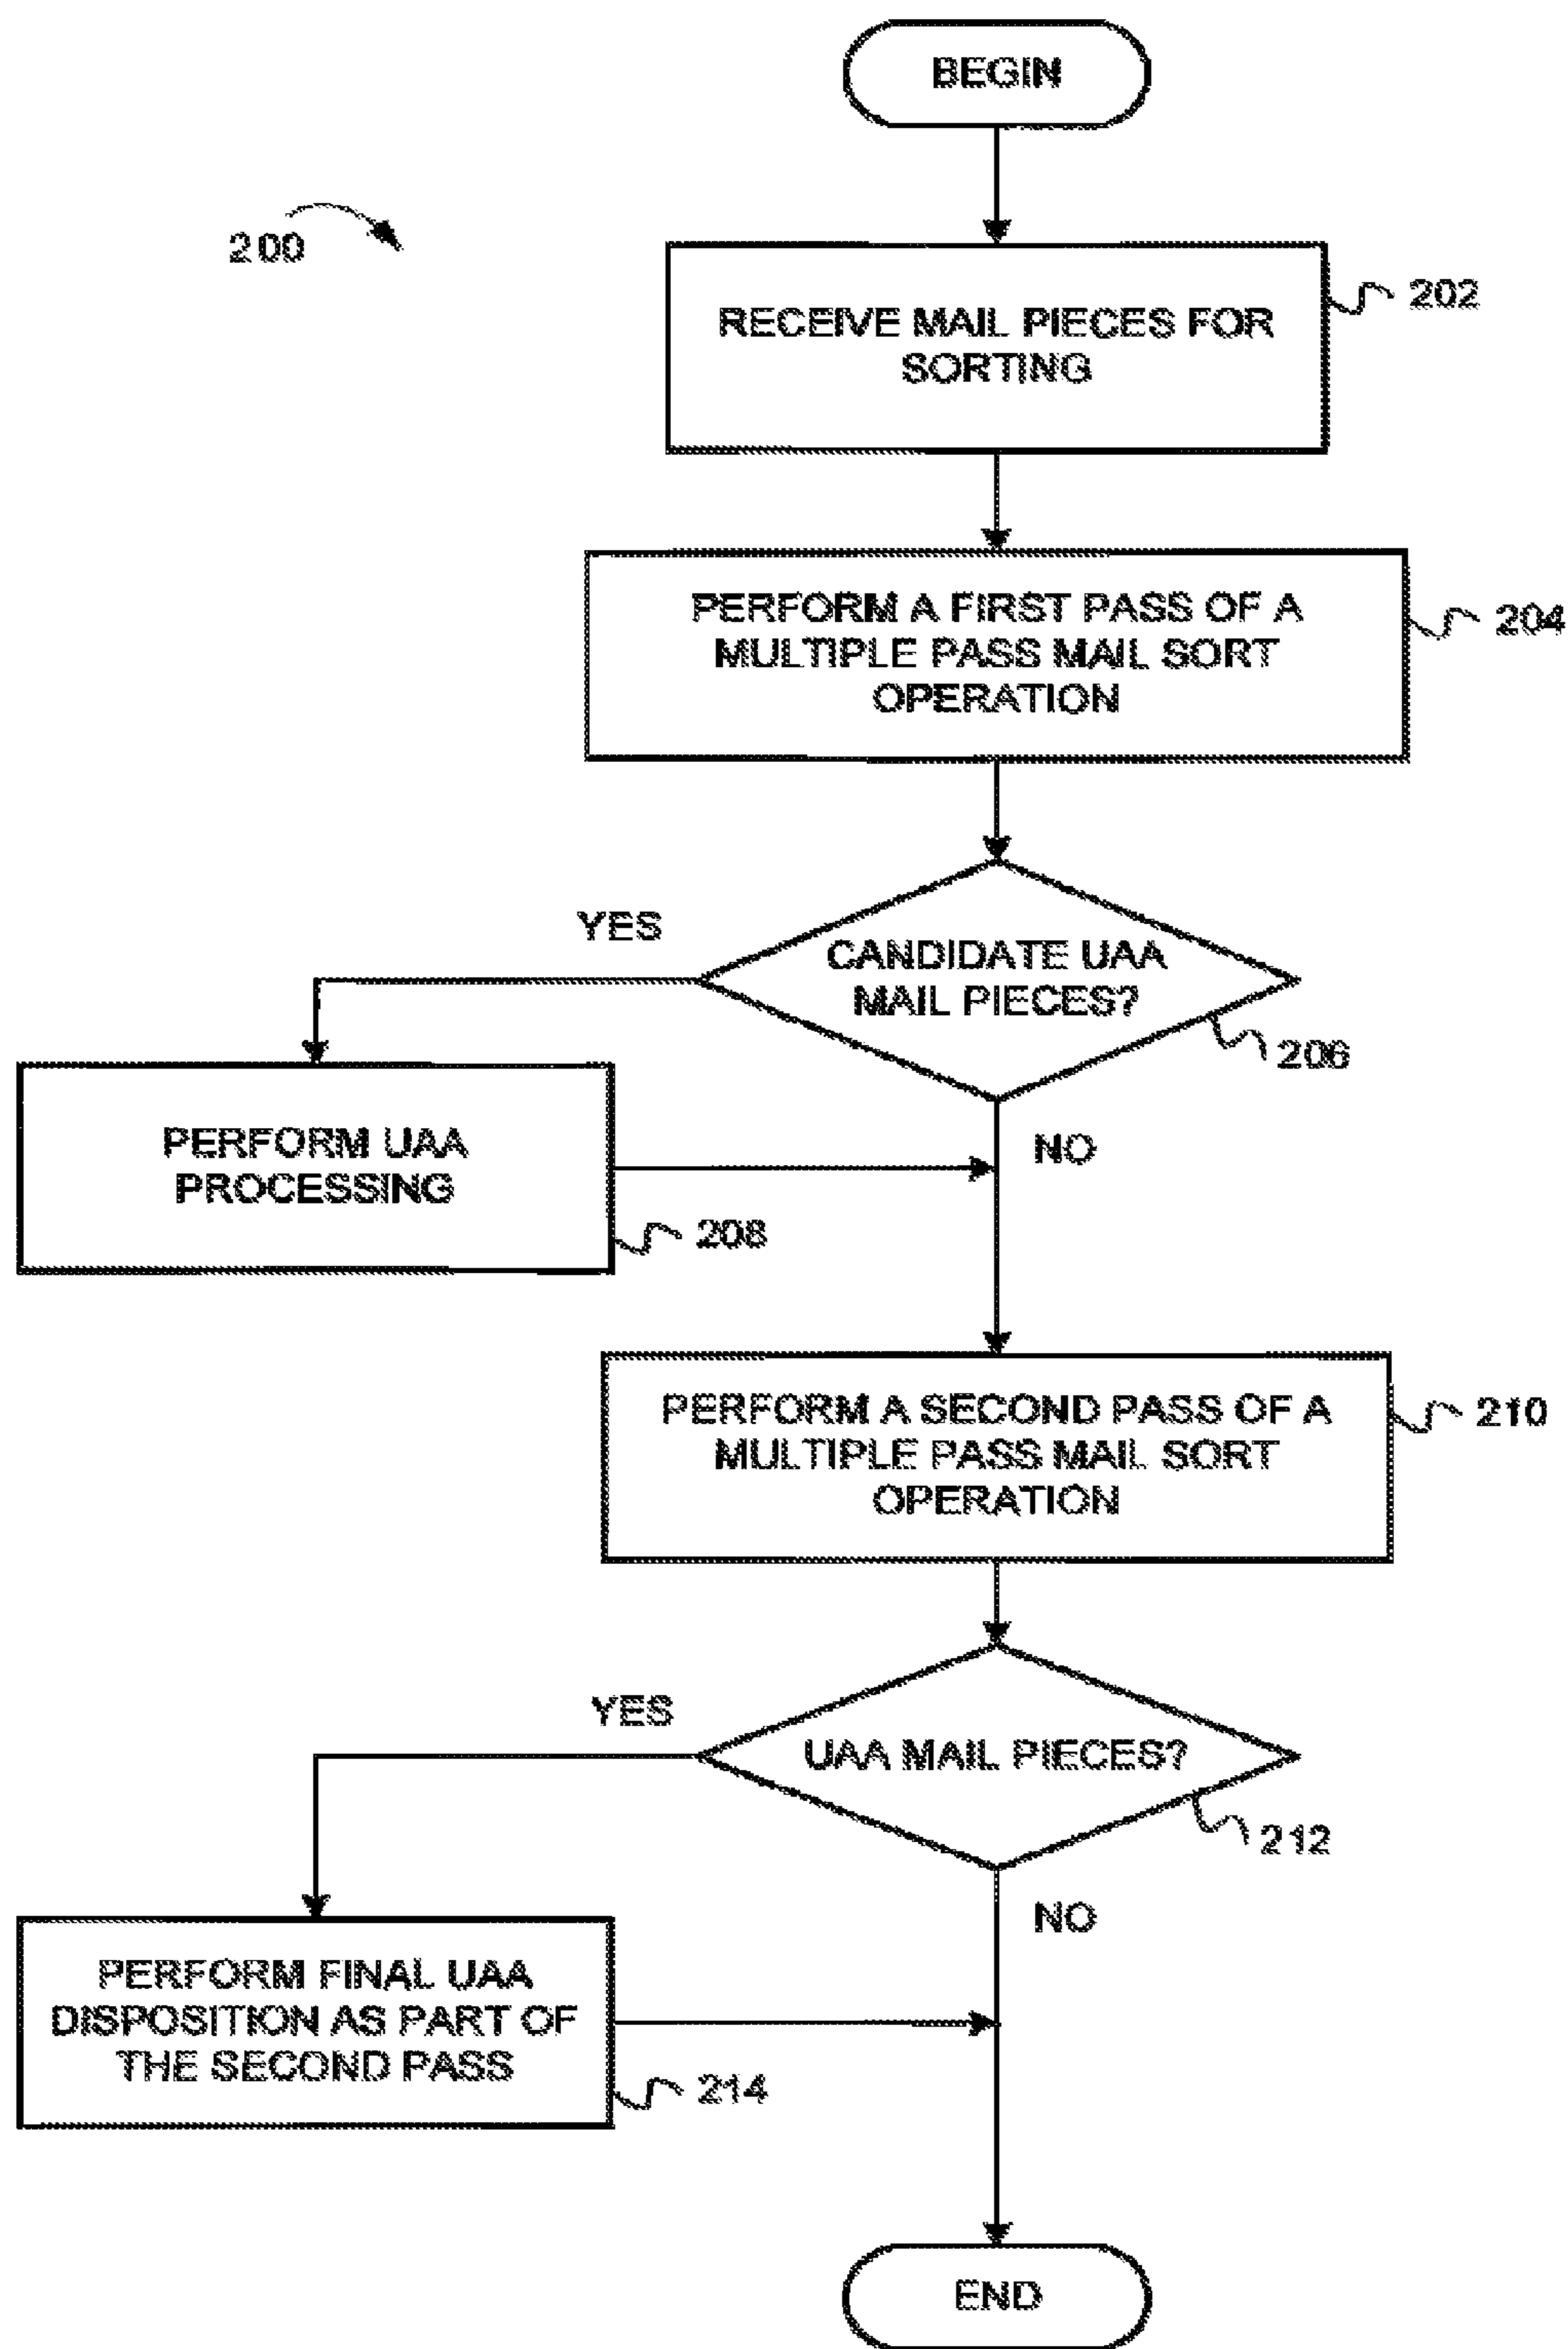 BEGIN
200
RECEIVE MAIL PIECES FOR
SORTING
202
PERFORM A FIRST PASS OF A
MULTIPLE PASS MAIL SORT
OPERATION
204
YES
CANDIDATE UAA
MAIL PIECES?
206
NO
PERFORM UAA
PROCESSING
208
PERFORM A SECOND PASS OF A
MULTIPLE PASS MAIL SORT
OPERATION
210
YES
UAA MAIL PIECES?
212
NO
PERFORM FINAL UAA
DISPOSITION AS PART OF
THE SECOND PASS
214
END